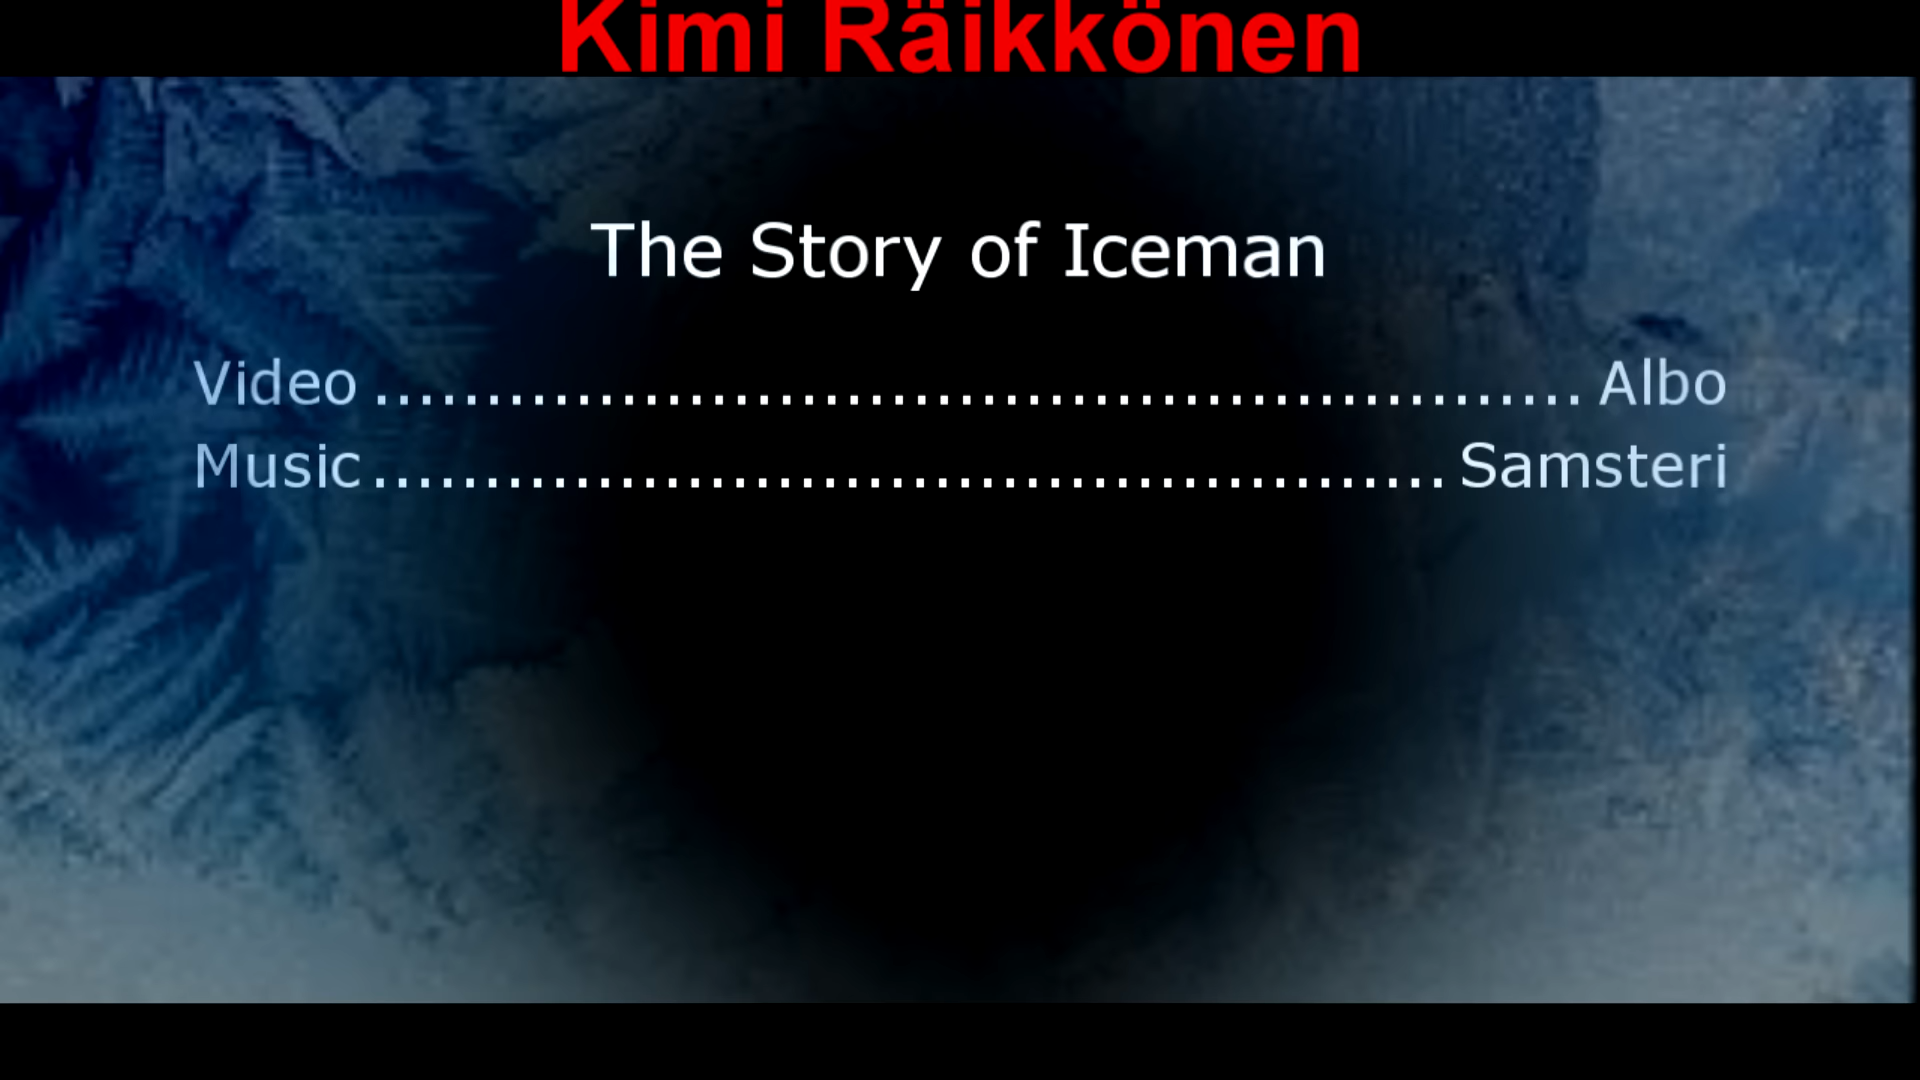 Kimi Räikkönen
The Story of Iceman
Video ...................................................... Albo
Music ................................................ Samsteri